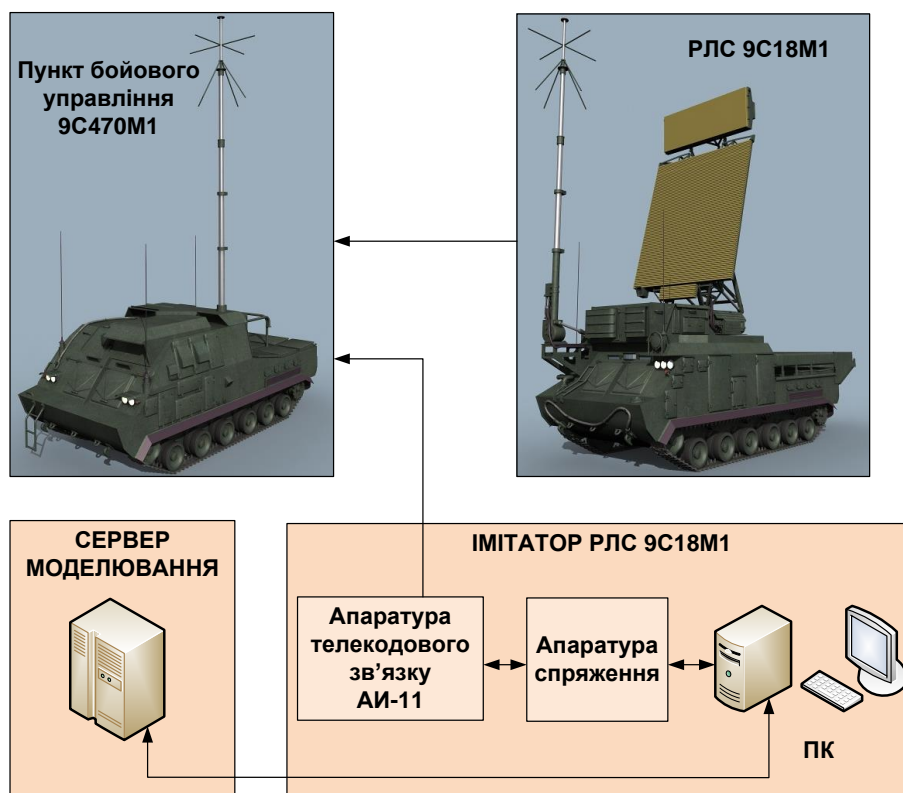 Пункт бойового
управління
9С470М1
РЛС 9С18М1
СЕРВЕР
МОДЕЛЮВАННЯ
ІМІТАТОР РЛС 9С18М1
Апаратура
телекодового
зв’язку
АИ-11
Апаратура
спряження
ПК